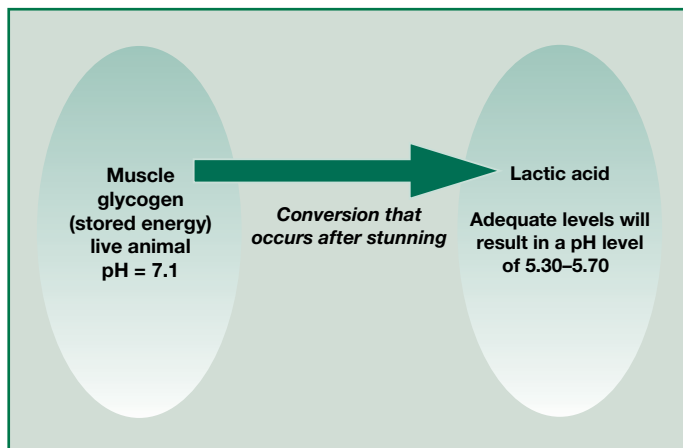 Muscle
glycogen
(stored energy)
live animal
pH = 7.1
Conversion that
occurs after stunning
Lactic acid
Adequate levels will
result in a pH level
of 5.30–5.70